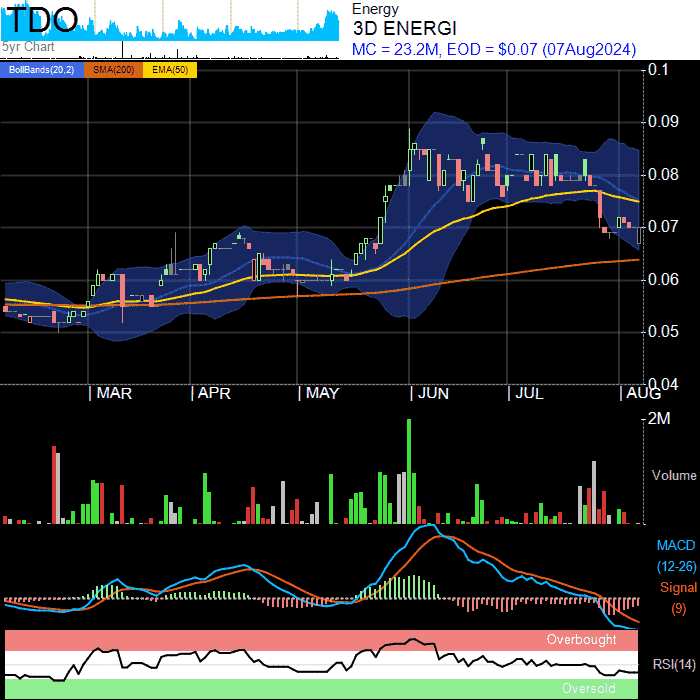 TDO
5yr Chart
Energy
3D ENERGI
MC = 23.2M, EOD = $0.07 (07Aug2024)
BollBands(20,2) SMA(200) EMA(50)
0.1
0.09
0.08
0.07
0.06
0.05
0.04
MAR APR MAY JUN JUL AUG
2M
Volume
MACD
(12-26)
Signal
(9)
Overbought
RSI(14)
Oversold